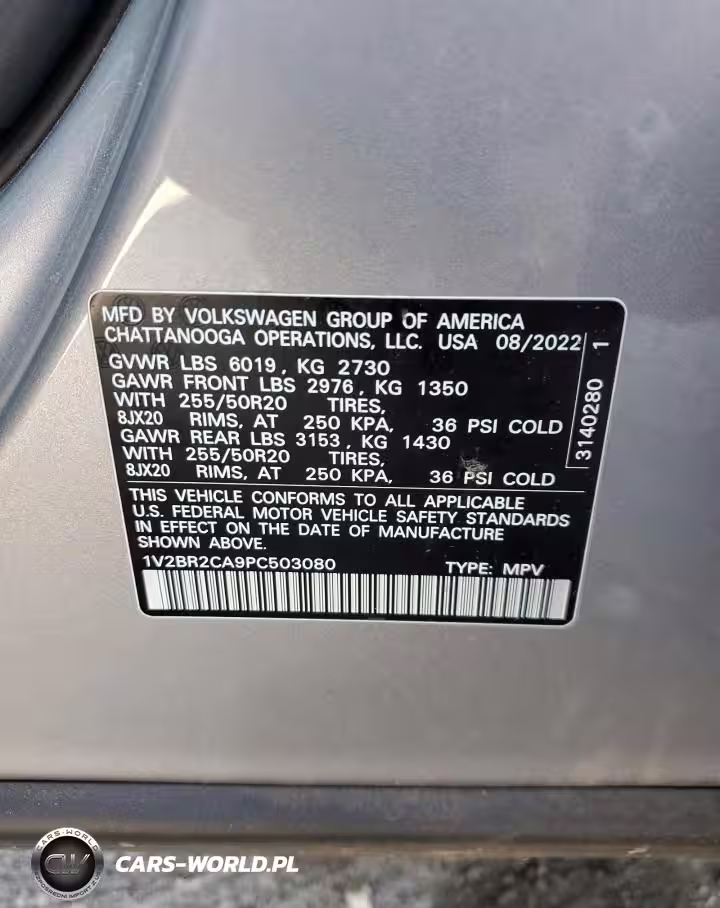 MFD BY VOLKSWAGEN GROUP OF AMERICA
CHATTANOOGA OPERATIONS, LLC. USA 08/2022
GVWR LBS 6019 , KG 2730
GAWR FRONT LBS 2976 , KG 1350
WITH 255/50R20 TIRES,
8JX20 RIMS, AT 250 KPA, 36 PSI COLD
GAWR REAR LBS 3153 , KG 1430
WITH 255/50R20 TIRES,
8JX20 RIMS, AT 250 KPA, 36 PSI COLD
3140280 1
THIS VEHICLE CONFORMS TO ALL APPLICABLE
U.S. FEDERAL MOTOR VEHICLE SAFETY STANDARDS
IN EFFECT ON THE DATE OF MANUFACTURE
SHOWN ABOVE.
1V2BR2CA9PC503080 TYPE: MPV
CARS-WORLD
CW
CARS-WORLD.PL